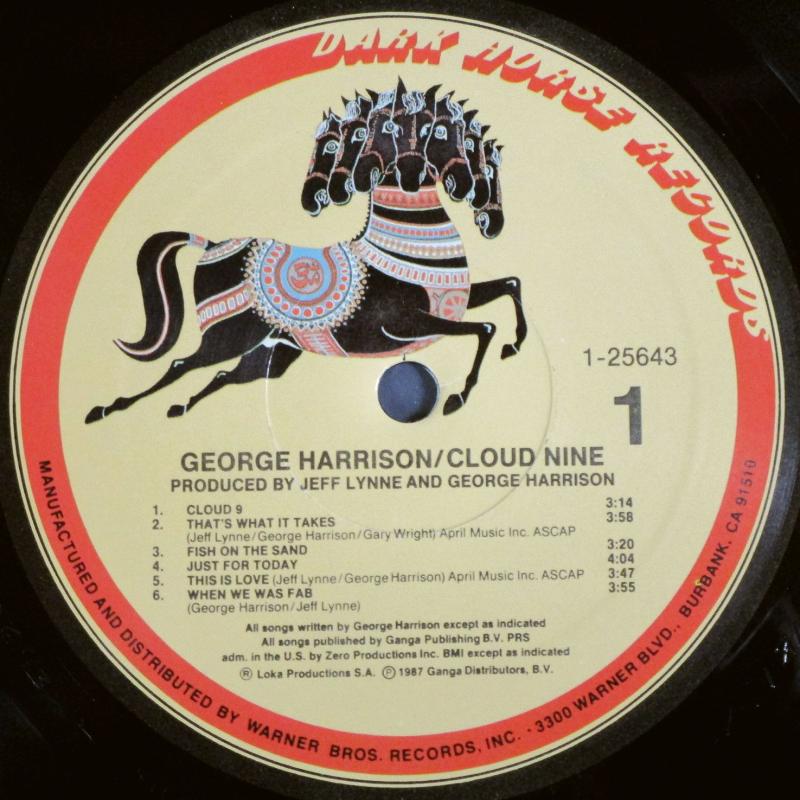 DARK HORSE RECORDS
1-25643
1
GEORGE HARRISON/CLOUD NINE
PRODUCED BY JEFF LYNNE AND GEORGE HARRISON
1. CLOUD 9 3:14
2. THAT'S WHAT IT TAKES 3:58
(Jeff Lynne/George Harrison/Gary Wright) April Music Inc. ASCAP
3. FISH ON THE SAND 3:20
4. JUST FOR TODAY 4:04
5. THIS IS LOVE (Jeff Lynne/George Harrison) April Music Inc. ASCAP 3:47
6. WHEN WE WAS FAB 3:55
(George Harrison/Jeff Lynne)
All songs written by George Harrison except as indicated
All songs published by Ganga Publishing B.V. PRS
adm. in the U.S. by Zero Productions Inc. BMI except as indicated
Ⓡ Loka Productions S.A. Ⓟ 1987 Ganga Distributors, B.V.
MANUFACTURED AND DISTRIBUTED BY WARNER BROS. RECORDS, INC. · 3300 WARNER BLVD., BURBANK, CA 91510
ॐ